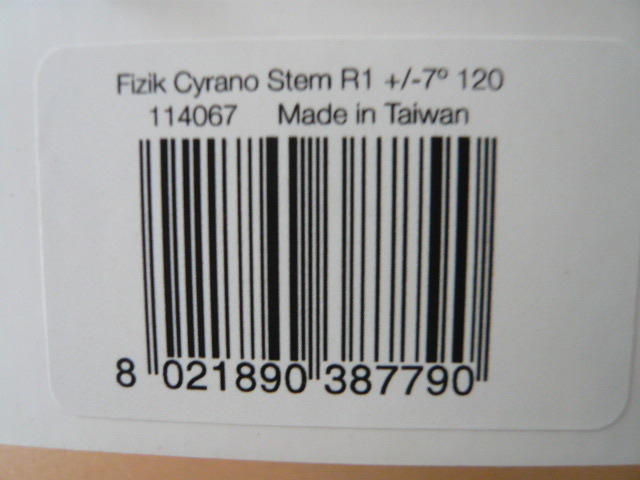 Fizik Cyrano Stem R1 +/-7º 120
114067 Made in Taiwan
8 021890 387790